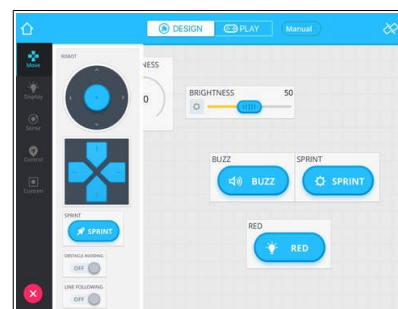 DESIGN PLAY Manual
Move
Display
Sense
Control
Custom
ROBOT
SPRINT
SPRINT
OBSTACLE AVOIDING
OFF
LINE FOLLOWING
OFF
NESS
0
BRIGHTNESS 50
BUZZ
BUZZ
SPRINT
SPRINT
RED
RED